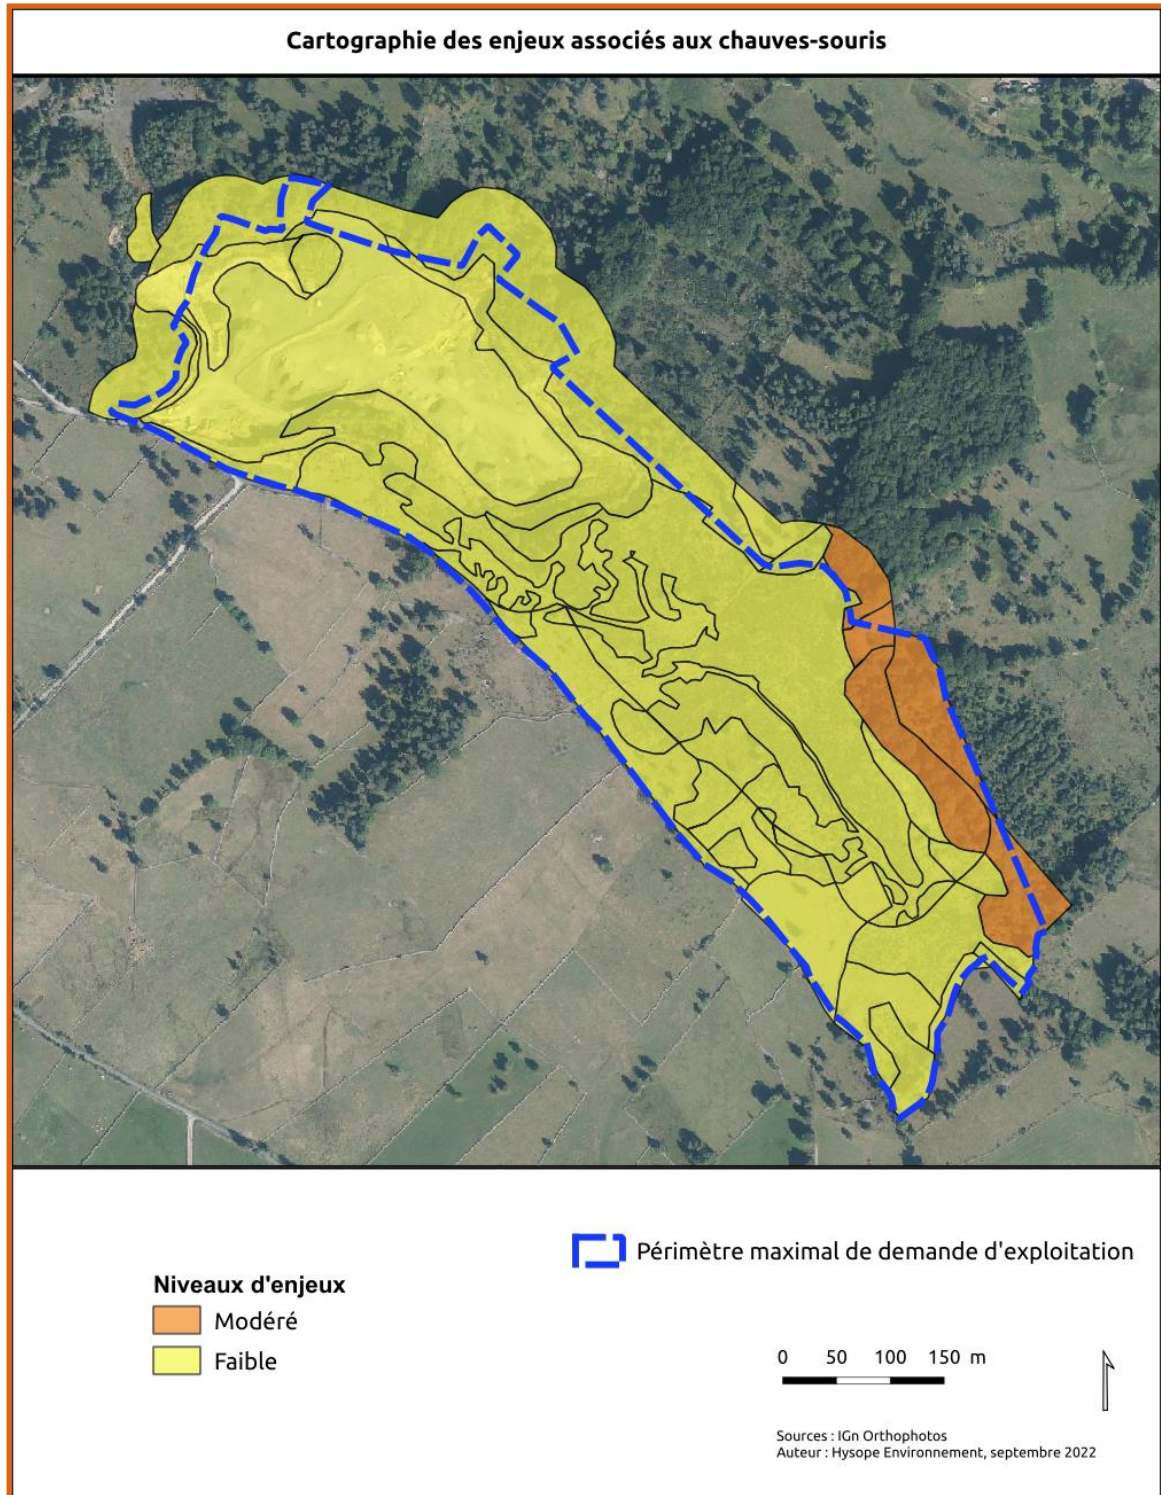 Cartographie des enjeux associés aux chauves-souris
Périmètre maximal de demande d'exploitation
Niveaux d'enjeux
Modéré
Faible
0 50 100 150 m
Sources : IGn Orthophotos
Auteur : Hysope Environnement, septembre 2022